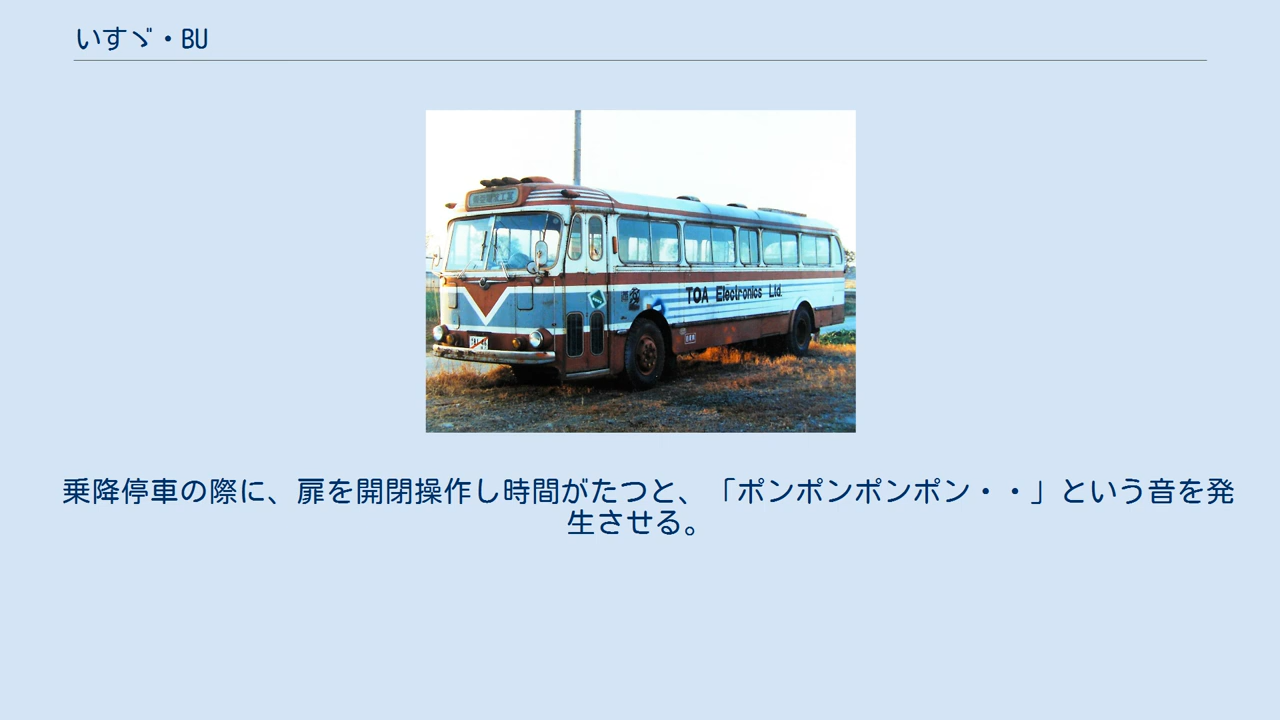 いすゞ・BU
TOA Electronics Ltd.
乗降停車の際に、扉を開閉操作し時間がたつと、「ポンポンポンポン・・」という音を発
生させる。